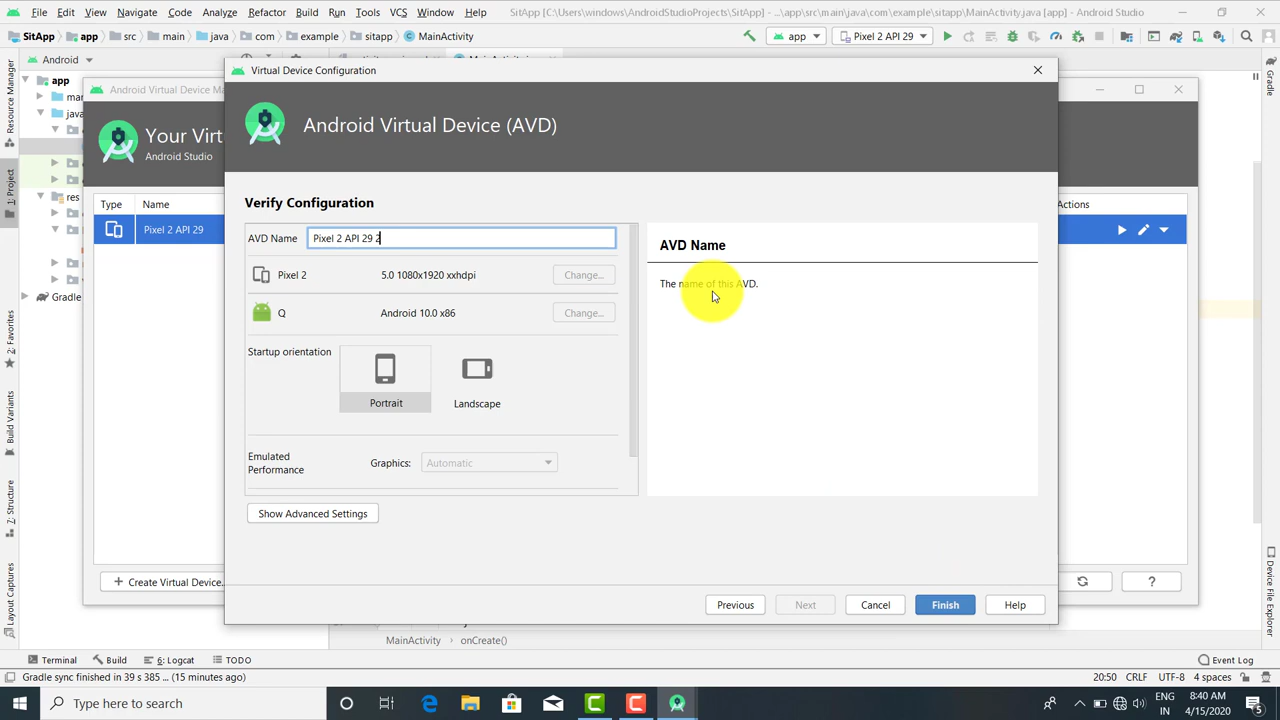 File Edit View Navigate Code Analyze Refactor Build Run Tools VCS Window Help SitApp [C:\Users\windows\AndroidStudioProjects\SitApp] - ...\app\src\main\java\com\example\sitapp\MainActivity.java [app] - Android Studio
SitApp app src main java com example sitapp MainActivity app Pixel 2 API 29
Android
Virtual Device Configuration
app
Android Virtual Device Ma
Android Virtual Device (AVD)
Your Virt
Android Studio
java
res
Gradle
Resource Manager
1: Project
2: Favorites
Build Variants
7: Structure
Layout Captures
Gradle
Device File Explorer
Type Name Actions
Pixel 2 API 29
Verify Configuration
AVD Name Pixel 2 API 29 2
Pixel 2 5.0 1080x1920 xxhdpi Change...
Q Android 10.0 x86 Change...
Startup orientation
Portrait Landscape
Emulated
Performance
Graphics: Automatic
Show Advanced Settings
AVD Name
The name of this AVD.
+ Create Virtual Device... ?
Previous Next Cancel Finish Help
MainActivity > onCreate()
Terminal Build 6: Logcat TODO Event Log
Gradle sync finished in 39 s 385 ... (15 minutes ago) 20:50 CRLF UTF-8 4 spaces
Type here to search
ENG 8:40 AM
IN 4/15/2020
5